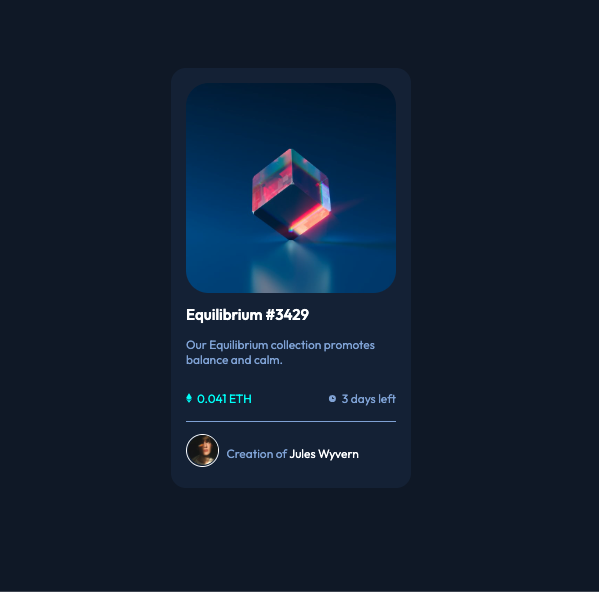 Equilibrium #3429
Our Equilibrium collection promotes
balance and calm.
0.041 ETH
3 days left
Creation of Jules Wyvern